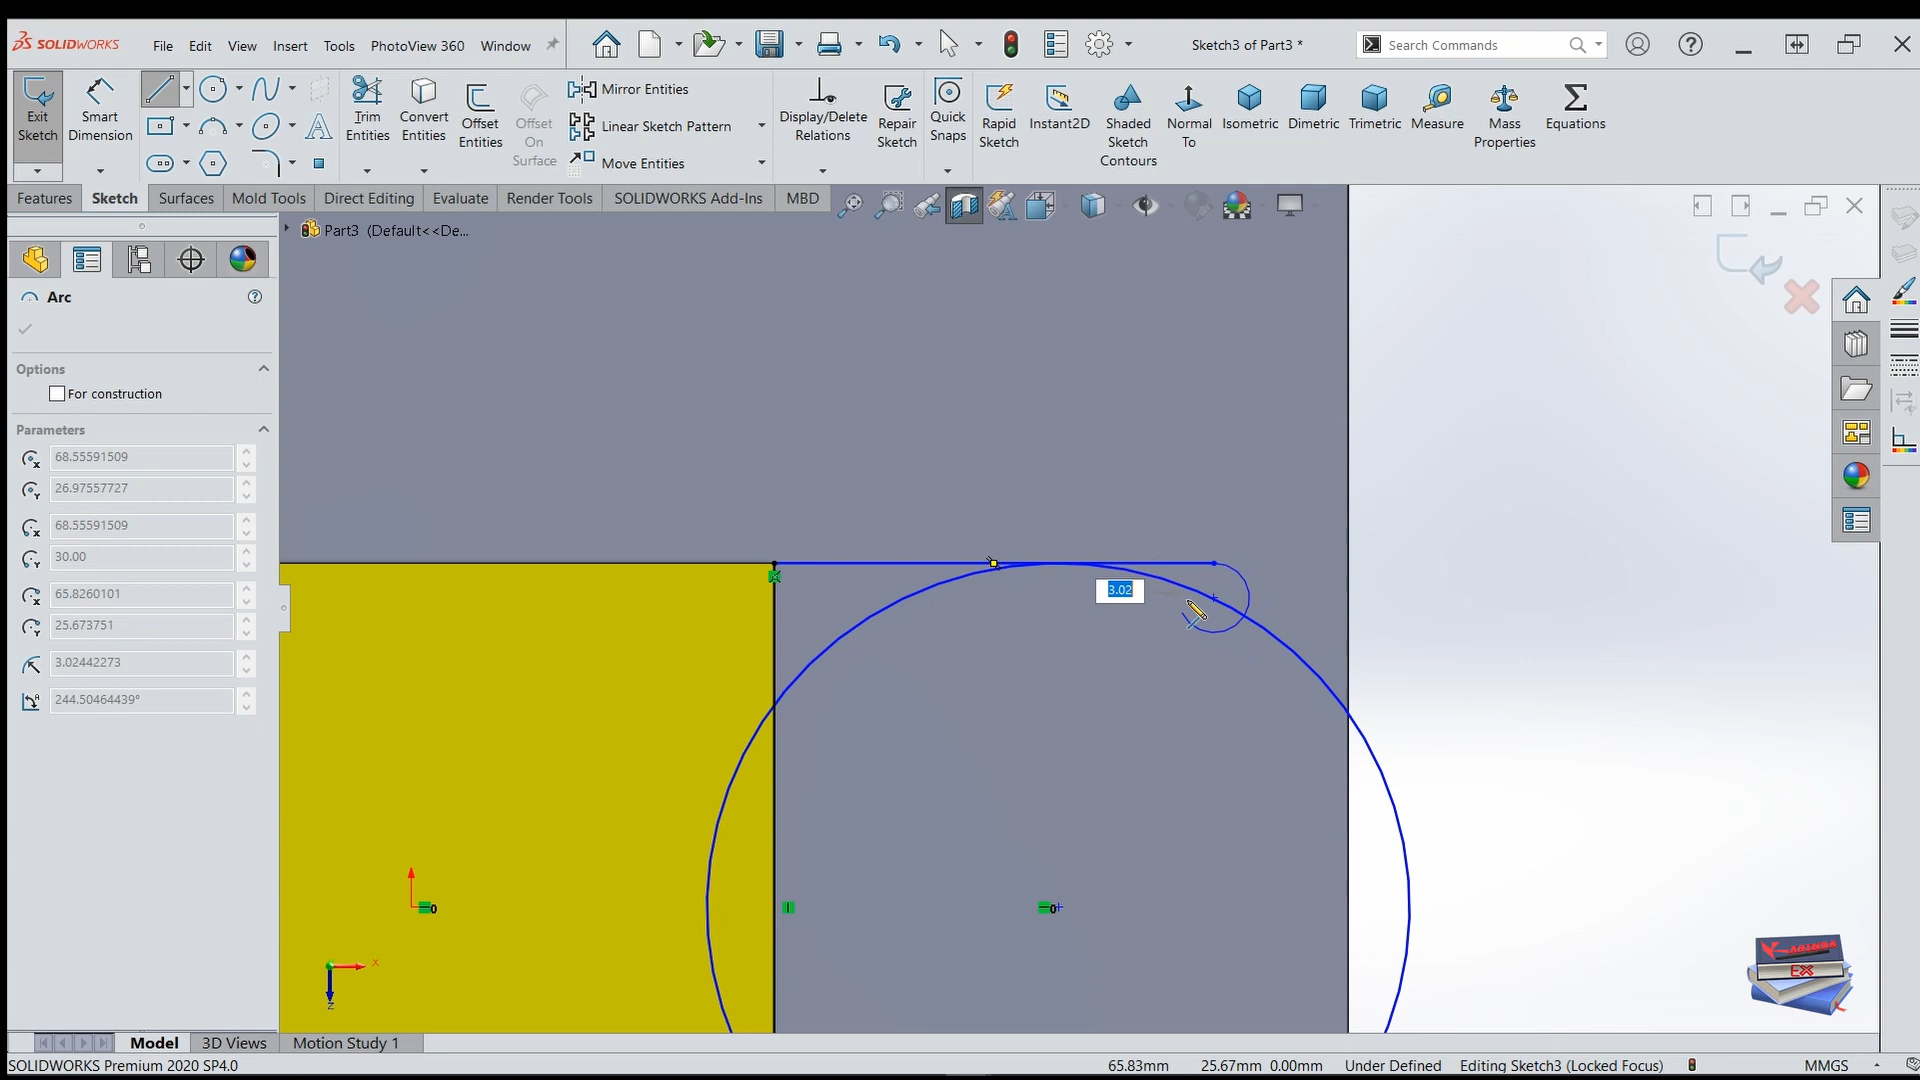 SOLIDWORKS
File Edit View Insert Tools PhotoView 360 Window
Sketch3 of Part3 *
Search Commands
Exit Sketch
Smart Dimension
Trim Entities
Convert Entities
Offset Entities
Offset On Surface
Mirror Entities
Linear Sketch Pattern
Move Entities
Display/Delete Relations
Repair Sketch
Quick Snaps
Rapid Sketch
Instant2D
Shaded Sketch Contours
Normal To
Isometric
Dimetric
Trimetric
Measure
Mass Properties
Equations
Features Sketch Surfaces Mold Tools Direct Editing Evaluate Render Tools SOLIDWORKS Add-Ins MBD
Part3 (Default<<De...
Arc
Options
For construction
Parameters
68.55591509
26.97557727
68.55591509
30.00
65.8260101
25.673751
3.02442273
244.50464439°
3.02
0
0
x
z
EX
Model 3D Views Motion Study 1
SOLIDWORKS Premium 2020 SP4.0
65.83mm 25.67mm 0.00mm Under Defined Editing Sketch3 (Locked Focus) MMGS